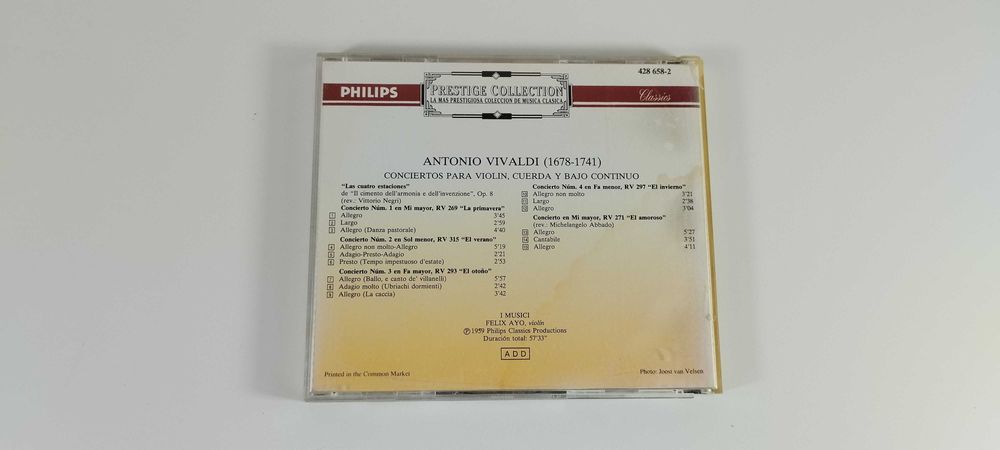 428 658-2
PHILIPS
PRESTIGE COLLECTION
LA MAS PRESTIGIOSA COLECCION DE MUSICA CLASICA
Classics
ANTONIO VIVALDI (1678-1741)
CONCIERTOS PARA VIOLIN, CUERDA Y BAJO CONTINUO
"Las cuatro estaciones"
de "Il cimento dell'armonia e dell'invenzione", Op. 8
(rev.: Vittorio Negri)
Concierto Núm. 1 en Mi mayor, RV 269 "La primavera"
1 Allegro 3'45
2 Largo 2'59
3 Allegro (Danza pastorale) 4'40
Concierto Núm. 2 en Sol menor, RV 315 "El verano"
4 Allegro non molto-Allegro 5'19
5 Adagio-Presto-Adagio 2'21
6 Presto (Tempo impestuoso d'estate) 2'53
Concierto Núm. 3 en Fa mayor, RV 293 "El otoño"
7 Allegro (Ballo, e canto de' villanelli) 5'57
8 Adagio molto (Ubriachi dormienti) 2'42
9 Allegro (La caccia) 3'42
Concierto Núm. 4 en Fa menor, RV 297 "El invierno"
10 Allegro non molto 3'21
11 Largo 2'38
12 Allegro 3'04
Concierto en Mi mayor, RV 271 "El amoroso"
(rev.: Michelangelo Abbado)
13 Allegro 5'27
14 Cantabile 3'51
15 Allegro 4'11
I MUSICI
FELIX AYO, violín
Ⓟ 1959 Philips Classics Productions
Duración total: 57'33"
ADD
Printed in the Common Market
Photo: Joost van Velsen